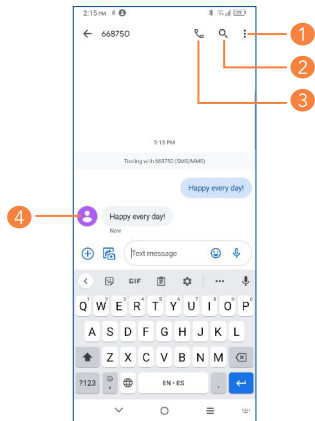 2:15 PM
668750
1
2
3
3:13 PM
Texting with 668750 (SMS/MMS)
Happy every day!
4
Happy every day!
Now
Text message
GIF
Q W E R T Y U I O P
A S D F G H J K L
Z X C V B N M
?123 , EN • ES .